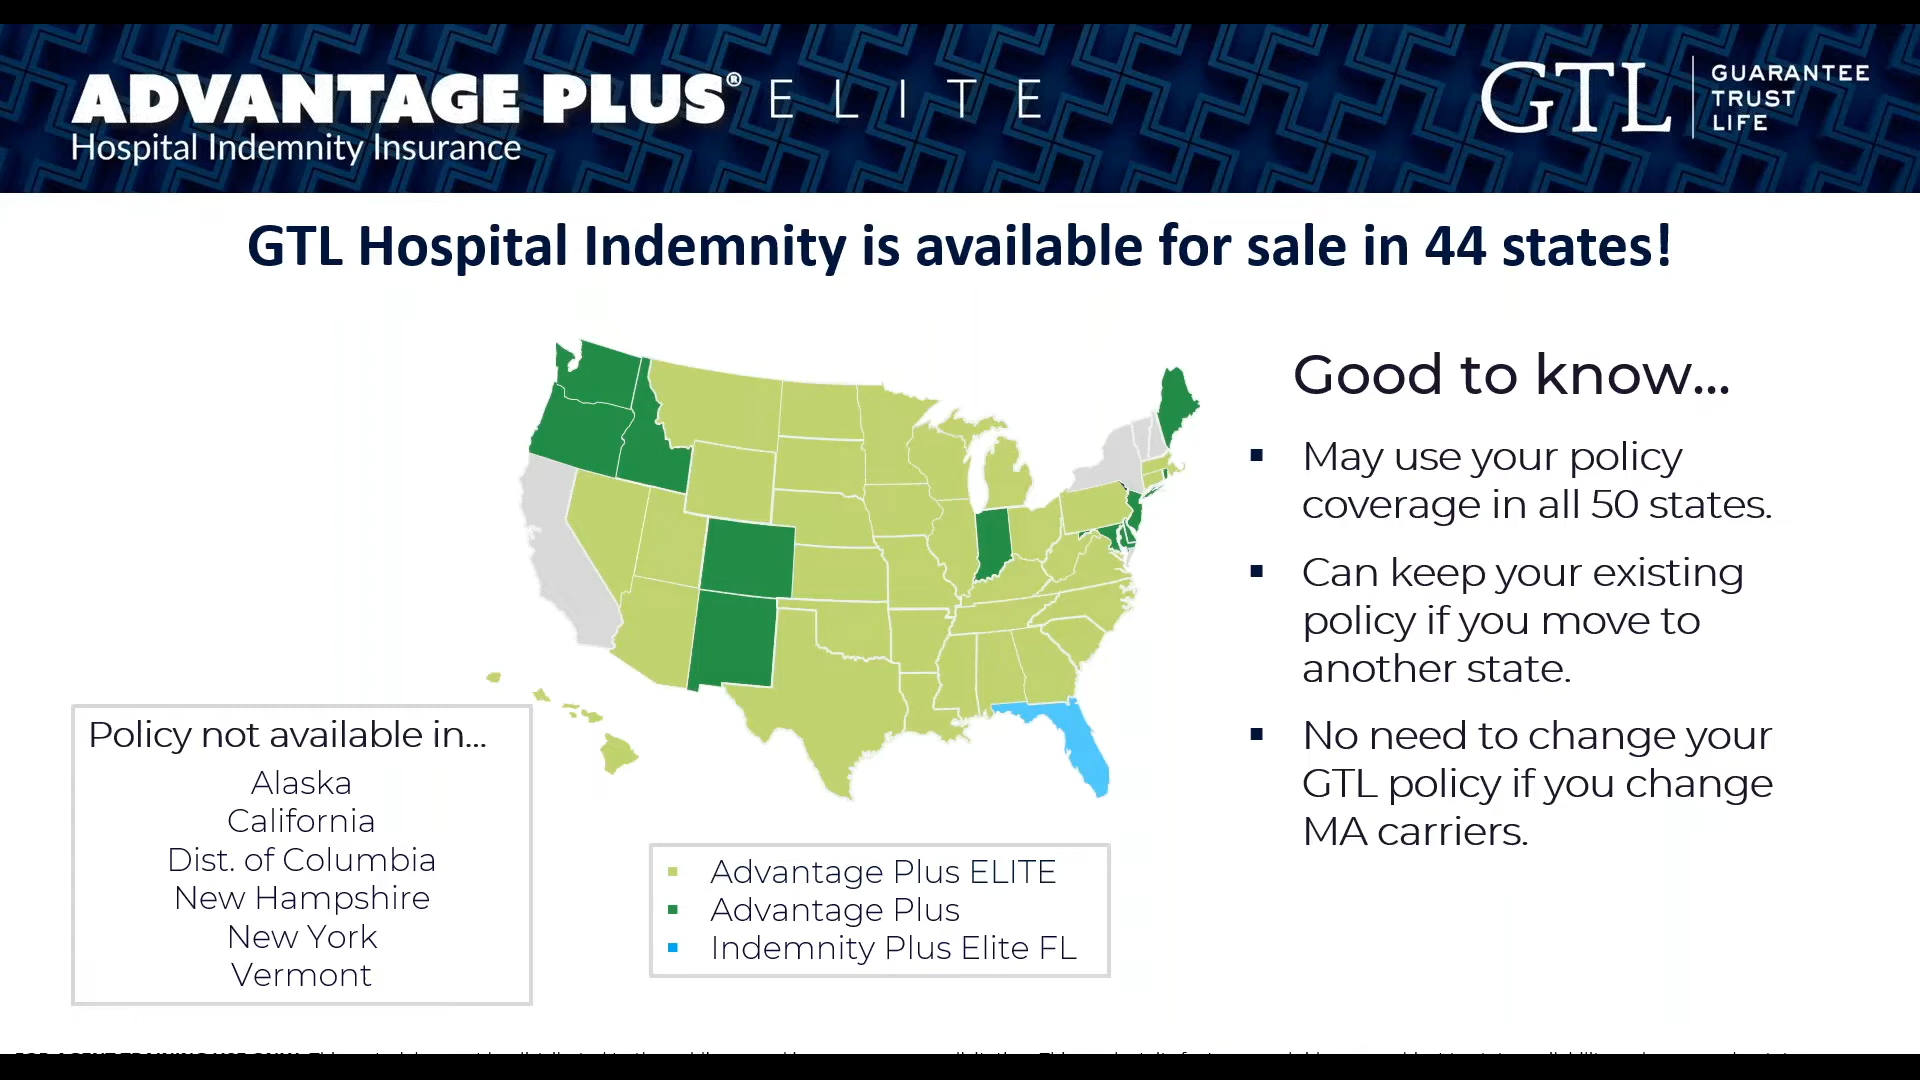 ADVANTAGE PLUS® ELITE
Hospital Indemnity Insurance
GTL
GUARANTEE
TRUST
LIFE
GTL Hospital Indemnity is available for sale in 44 states!
Good to know...
▪ May use your policy
coverage in all 50 states.
▪ Can keep your existing
policy if you move to
another state.
▪ No need to change your
GTL policy if you change
MA carriers.
Policy not available in...
Alaska
California
Dist. of Columbia
New Hampshire
New York
Vermont
▪ Advantage Plus ELITE
▪ Advantage Plus
▪ Indemnity Plus Elite FL